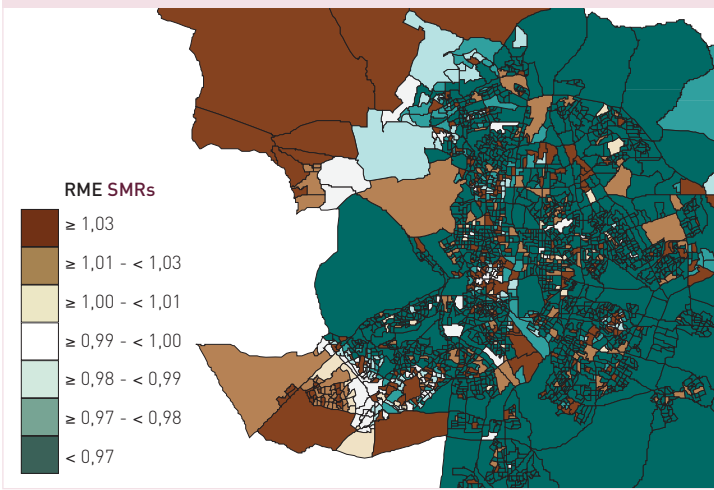 RME SMRs
≥ 1,03
≥ 1,01 - < 1,03
≥ 1,00 - < 1,01
≥ 0,99 - < 1,00
≥ 0,98 - < 0,99
≥ 0,97 - < 0,98
< 0,97